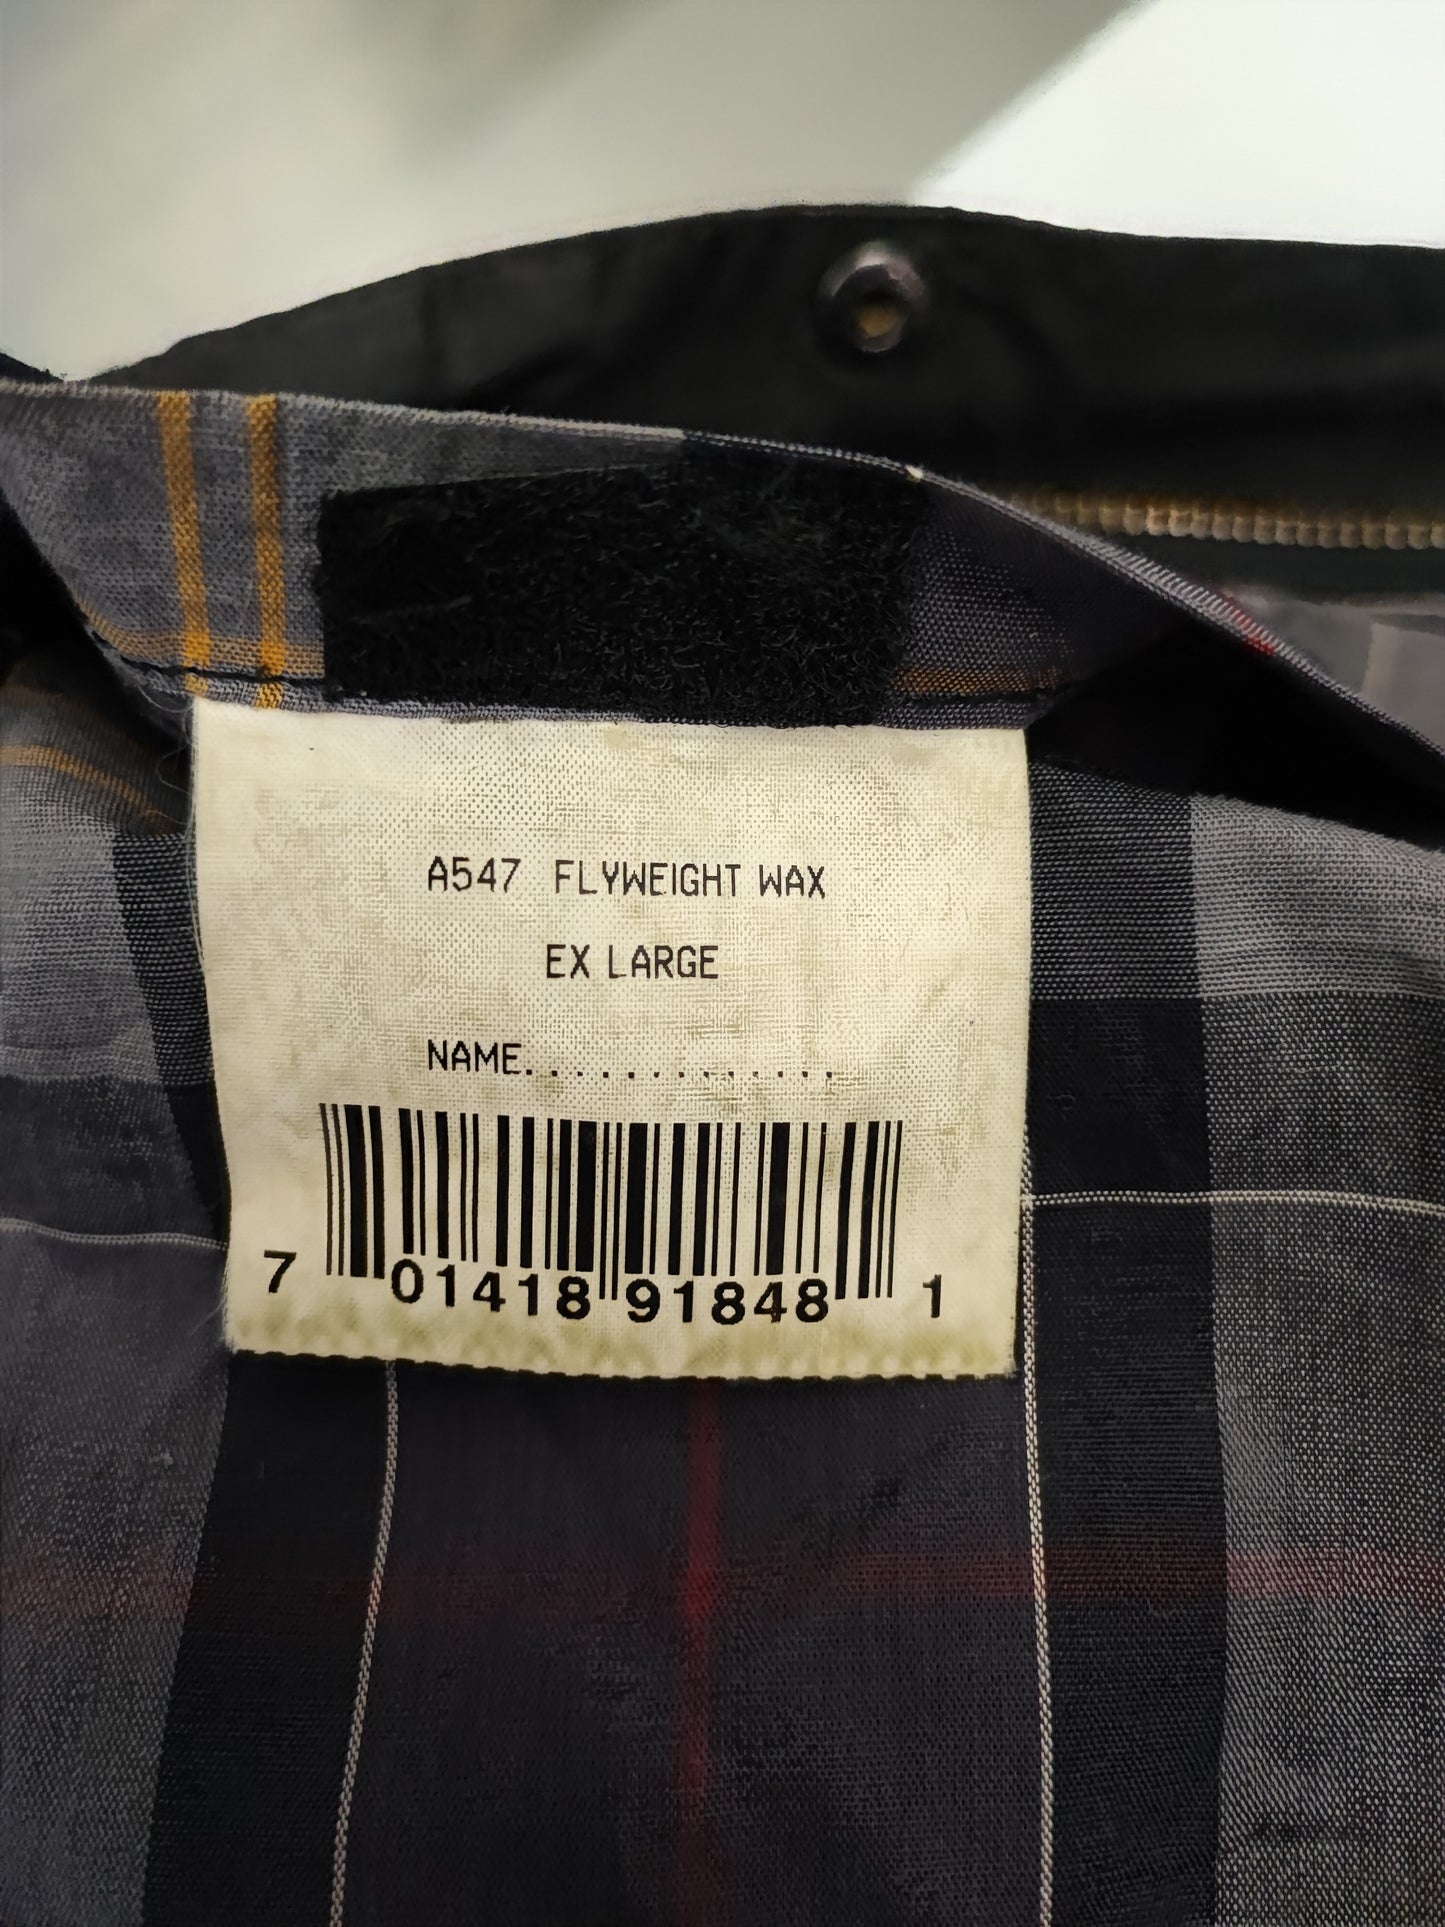 A547 FLYWEIGHT WAX
EX LARGE
NAME.............
7 01418 91848 1